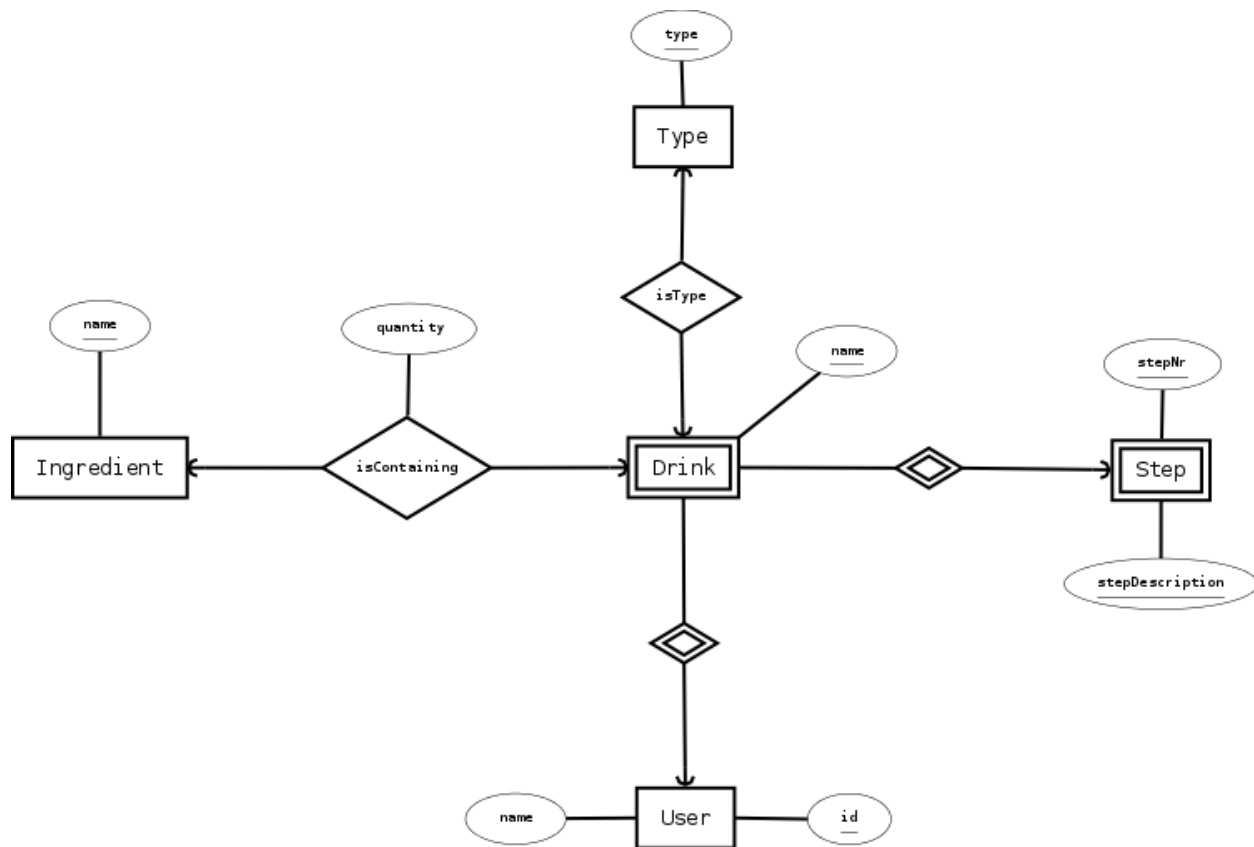 type
Type
isType
name
quantity
name
stepNr
Ingredient
isContaining
Drink
Step
stepDescription
name
User
id